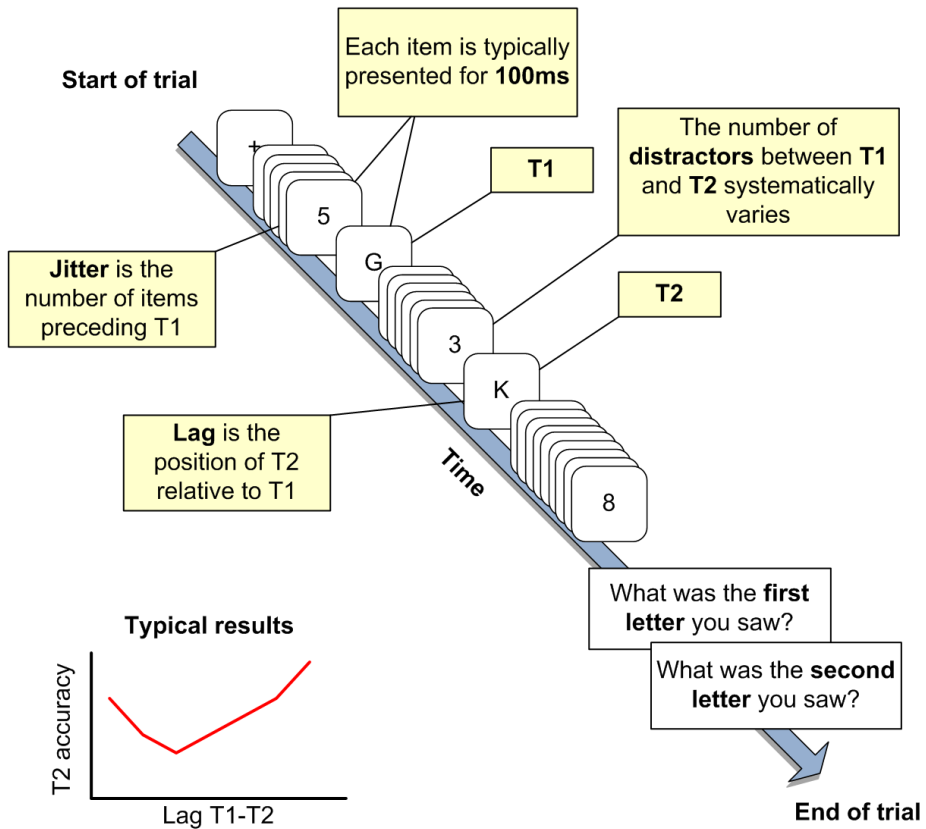 Each item is typically
presented for 100ms
Start of trial
The number of
distractors between T1
and T2 systematically
varies
+
T1
5
G
Jitter is the
number of items
preceding T1
T2
3
K
Lag is the
position of T2
relative to T1
Time
8
What was the first
letter you saw?
Typical results
What was the second
letter you saw?
T2 accuracy
Lag T1-T2
End of trial